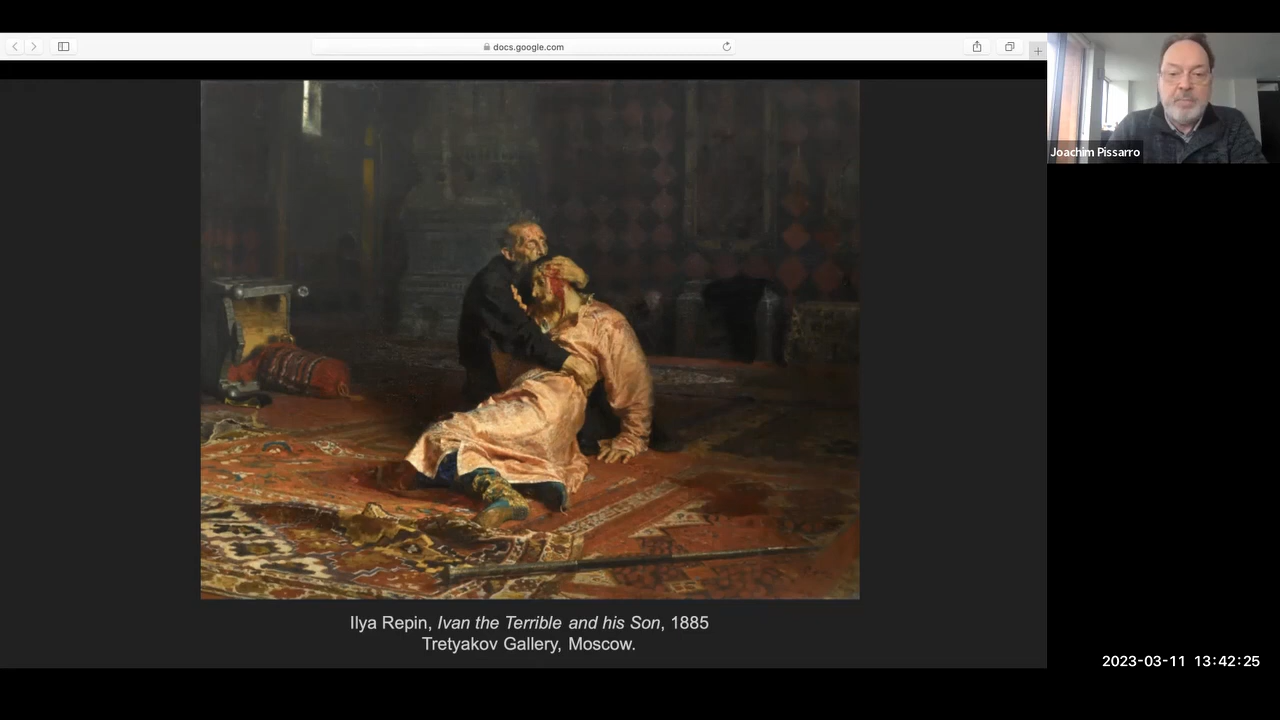 docs.google.com
Joachim Pissarro
Ilya Repin, Ivan the Terrible and his Son, 1885
Tretyakov Gallery, Moscow.
2023-03-11 13:42:25